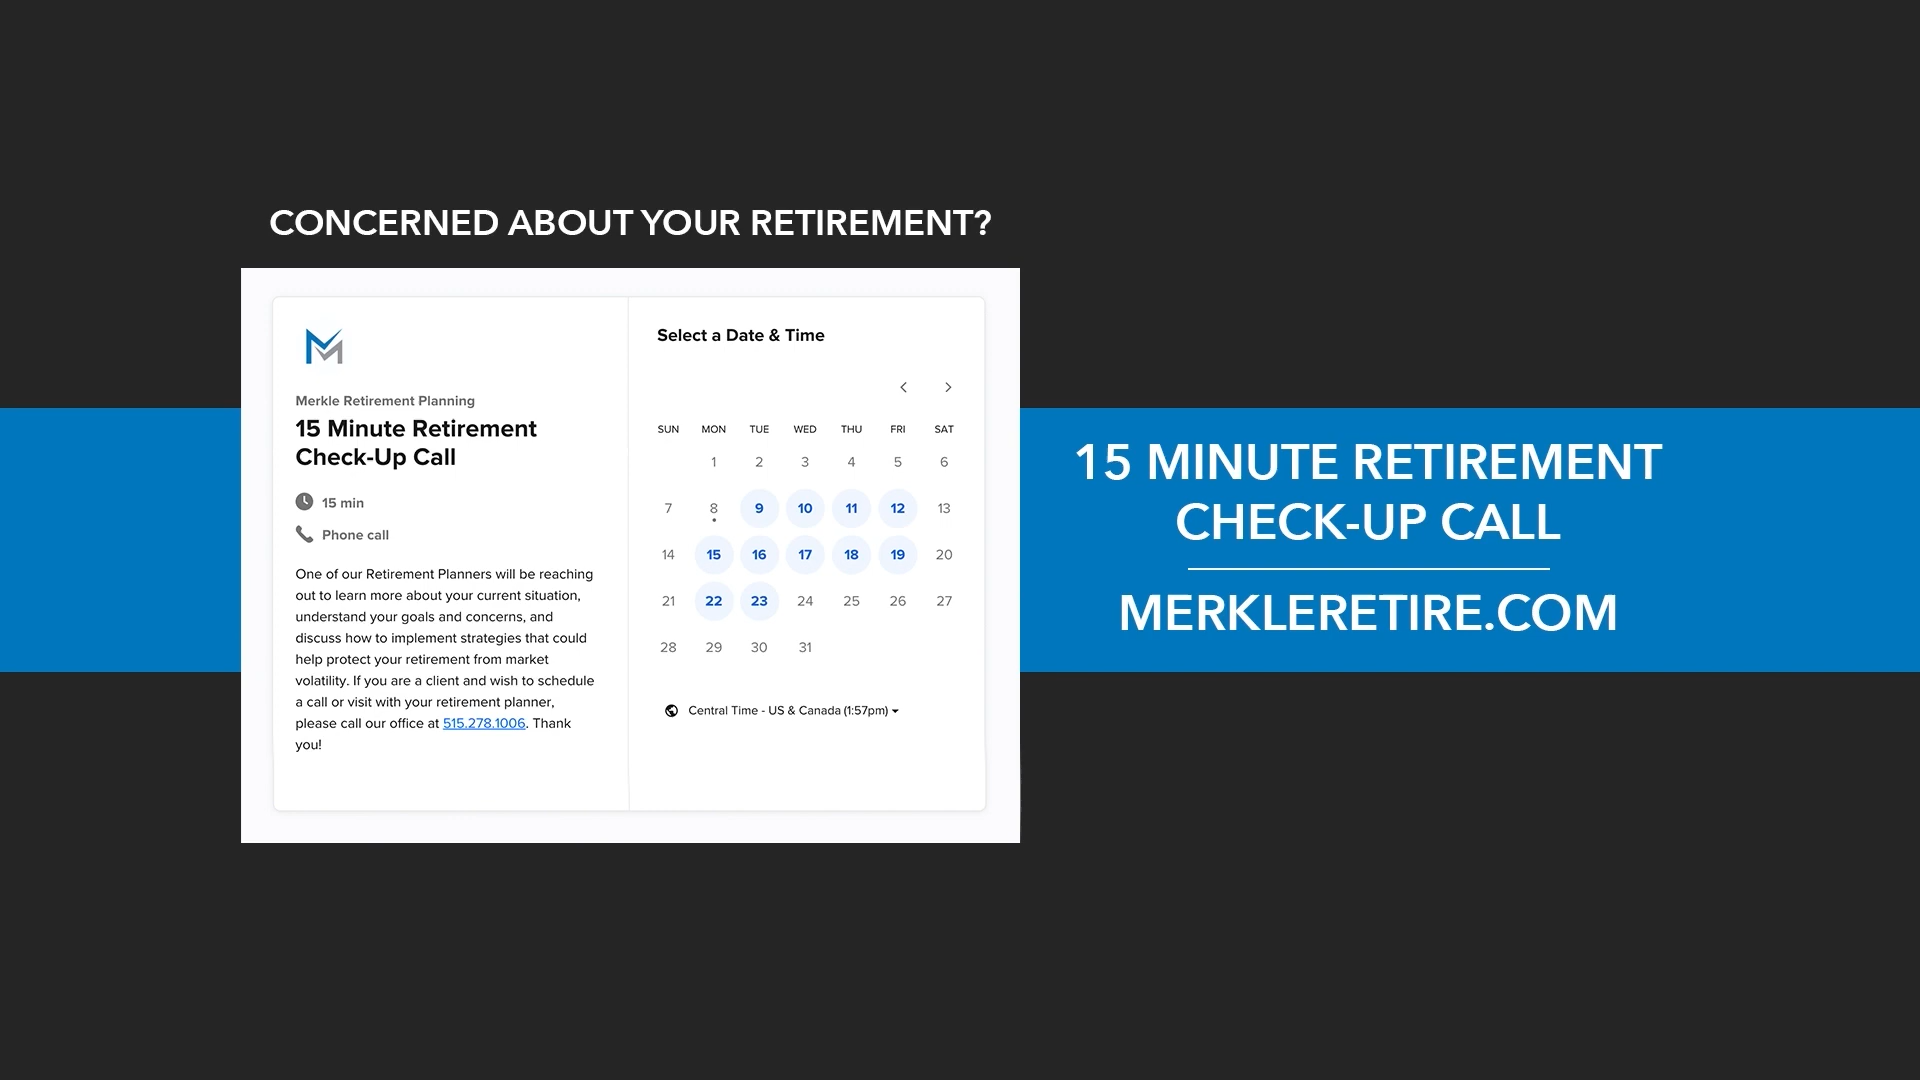 CONCERNED ABOUT YOUR RETIREMENT?
Merkle Retirement Planning
15 Minute Retirement
Check-Up Call
15 min
Phone call
One of our Retirement Planners will be reaching
out to learn more about your current situation,
understand your goals and concerns, and
discuss how to implement strategies that could
help protect your retirement from market
volatility. If you are a client and wish to schedule
a call or visit with your retirement planner,
please call our office at 515.278.1006. Thank
you!
Select a Date & Time
SUN MON TUE WED THU FRI SAT
1 2 3 4 5 6
7 8 9 10 11 12 13
14 15 16 17 18 19 20
21 22 23 24 25 26 27
28 29 30 31
Central Time - US & Canada (1:57pm)
15 MINUTE RETIREMENT
CHECK-UP CALL
MERKLERETIRE.COM